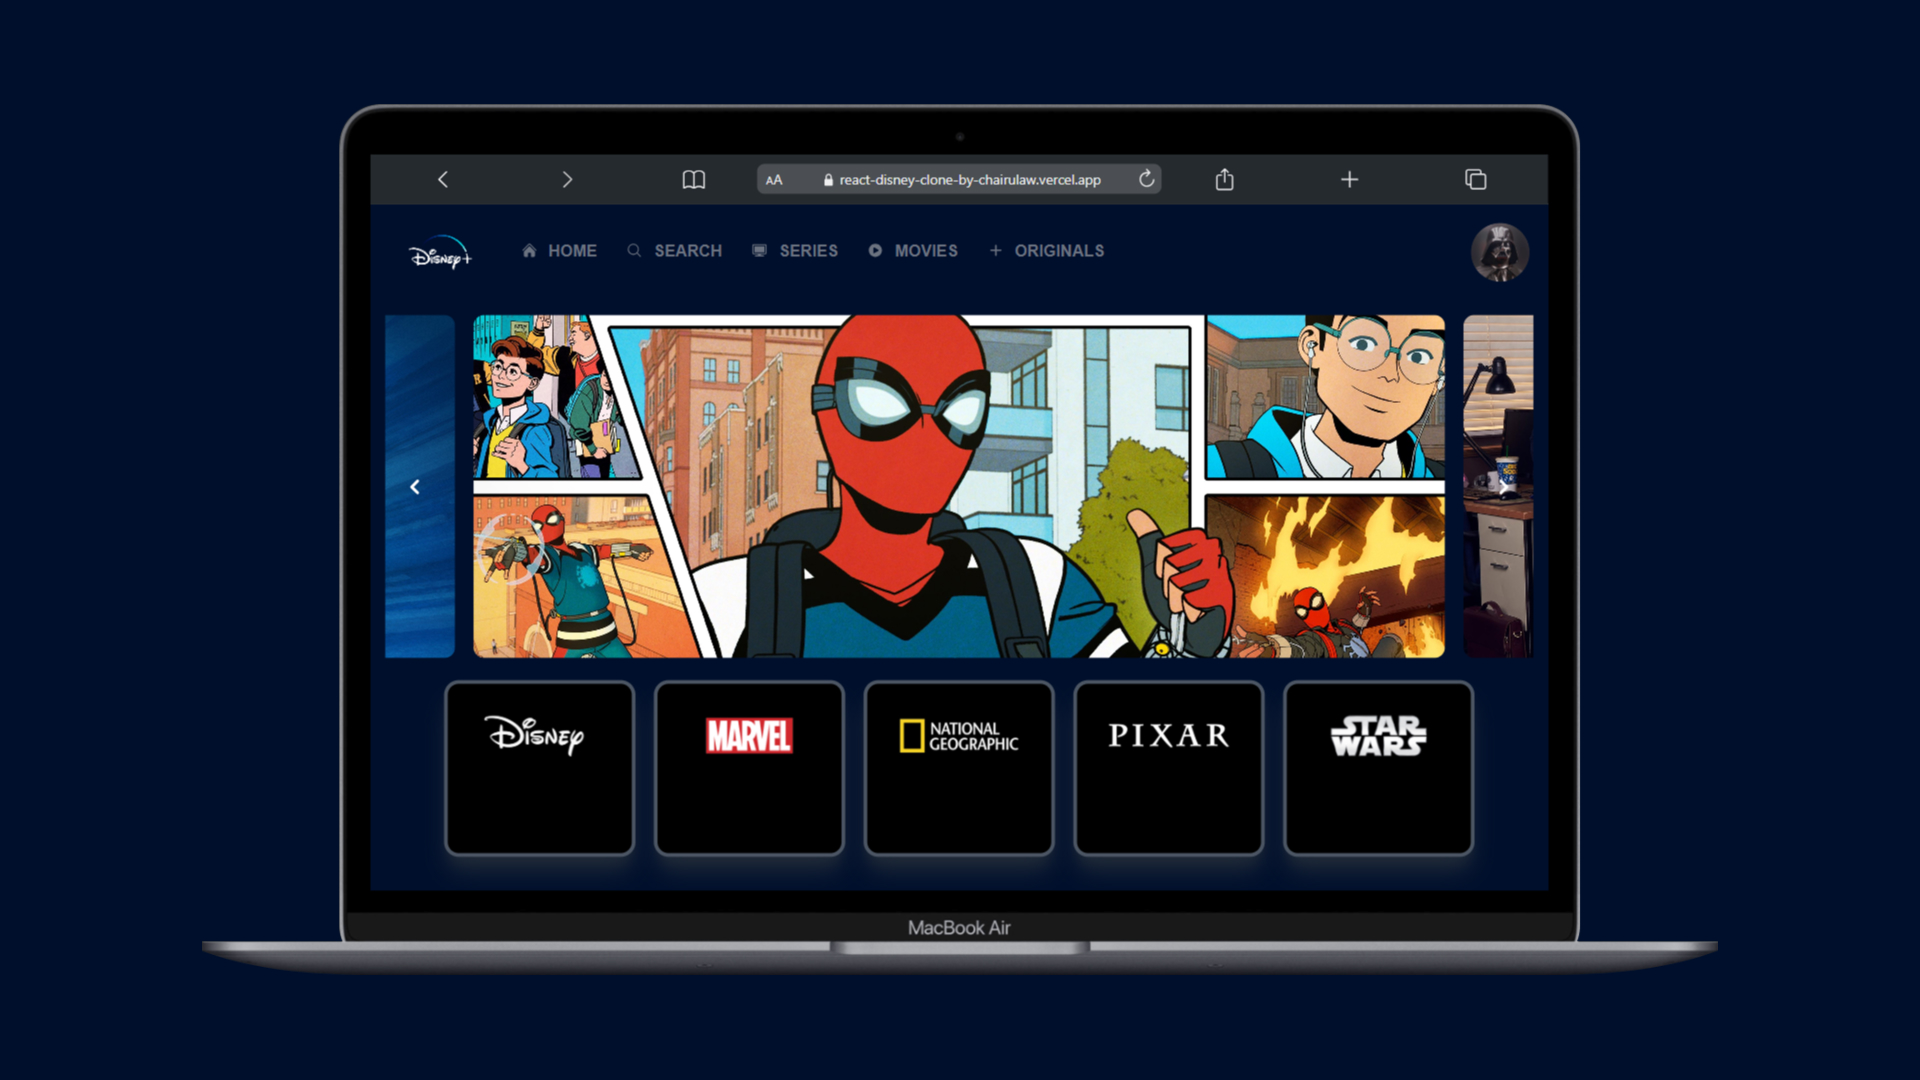 AA react-disney-clone-by-chairulaw.vercel.app
Disney+ HOME SEARCH SERIES MOVIES + ORIGINALS
Disney
MARVEL
NATIONAL
GEOGRAPHIC
PIXAR
STAR
WARS
MacBook Air